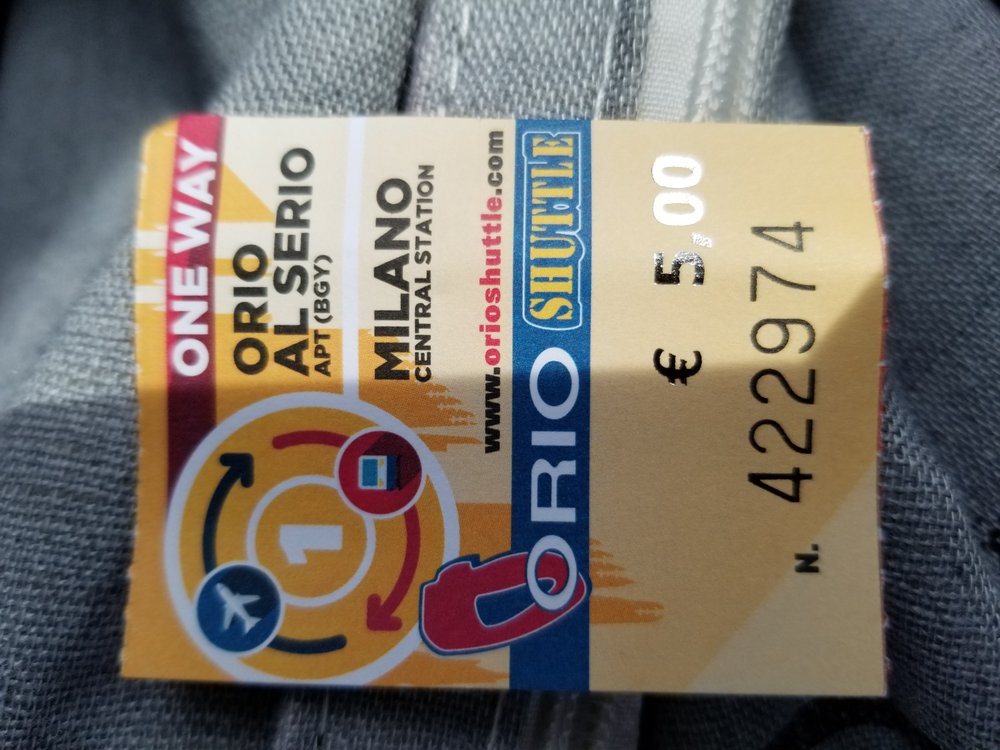 ONE WAY
ORIO
AL SERIO
APT (BGY)
MILANO
CENTRAL STATION
1
www.orioshuttle.com
ORIO SHUTTLE
€ 5,00
N. 422974